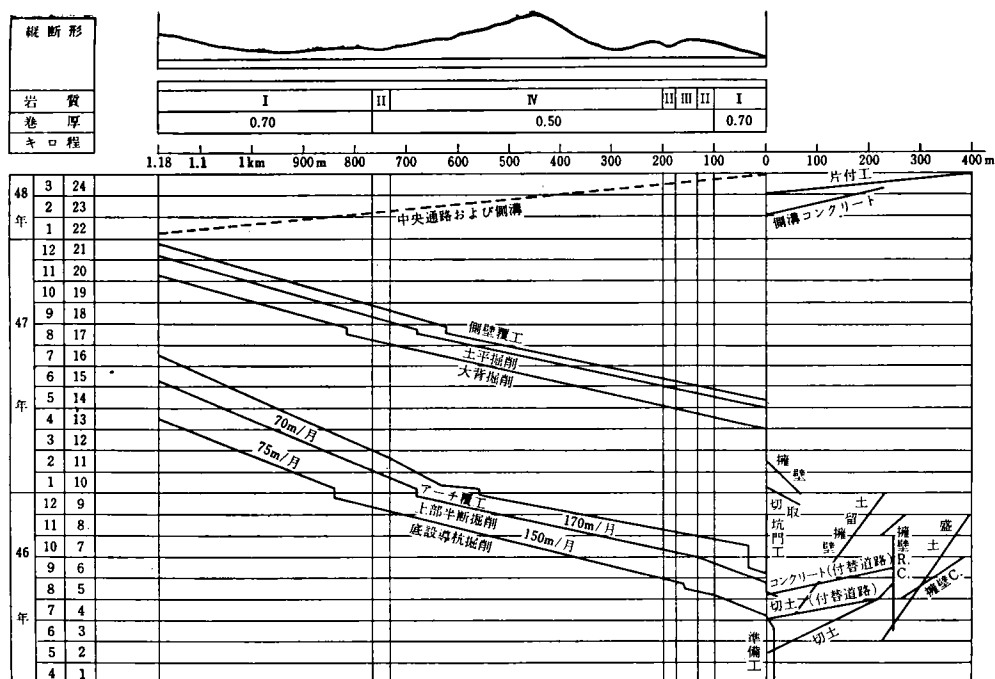 縦断形
岩質 I II IV II III II I
巻厚 0.70 0.50 0.70
キロ程 1.18 1.1 1km 900m 800 700 600 500 400 300 200 100 0 100 200 300 400m
48年
3 24
2 23
1 22
47年
12 21
11 20
10 19
9 18
8 17
7 16
6 15
5 14
4 13
3 12
2 11
1 10
46年
12 9
11 8
10 7
9 6
8 5
7 4
6 3
5 2
4 1
片付工
側溝コンクリート
中央通路および側溝
側壁覆工
土平掘削
大背掘削
70m/月
75m/月
アーチ覆工
上部半断掘削
底設導杭掘削
170m/月
150m/月
擁壁
切取
坑門工
土留擁壁
擁壁R.C.
盛土
コンクリート(付替道路)
擁壁C.
切土(付替道路)
切土
準備工